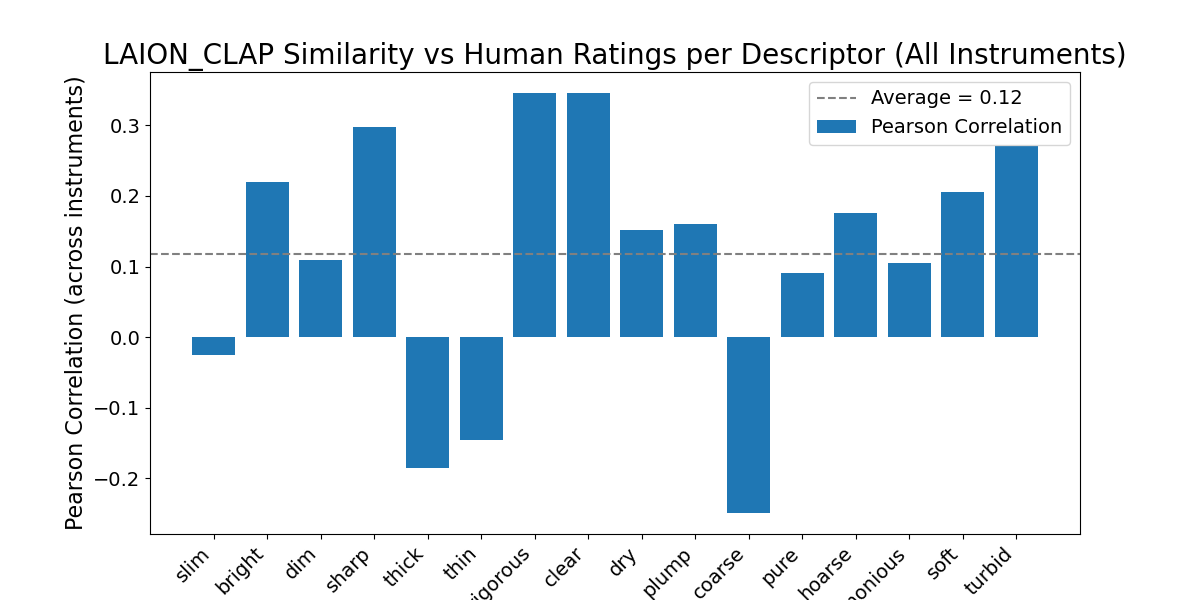 LAION_CLAP Similarity vs Human Ratings per Descriptor (All Instruments)
Pearson Correlation (across instruments)
Average = 0.12
Pearson Correlation
0.3
0.2
0.1
0.0
−0.1
−0.2
slim
bright
dim
sharp
thick
thin
igorous
clear
dry
plump
coarse
pure
hoarse
onious
soft
turbid